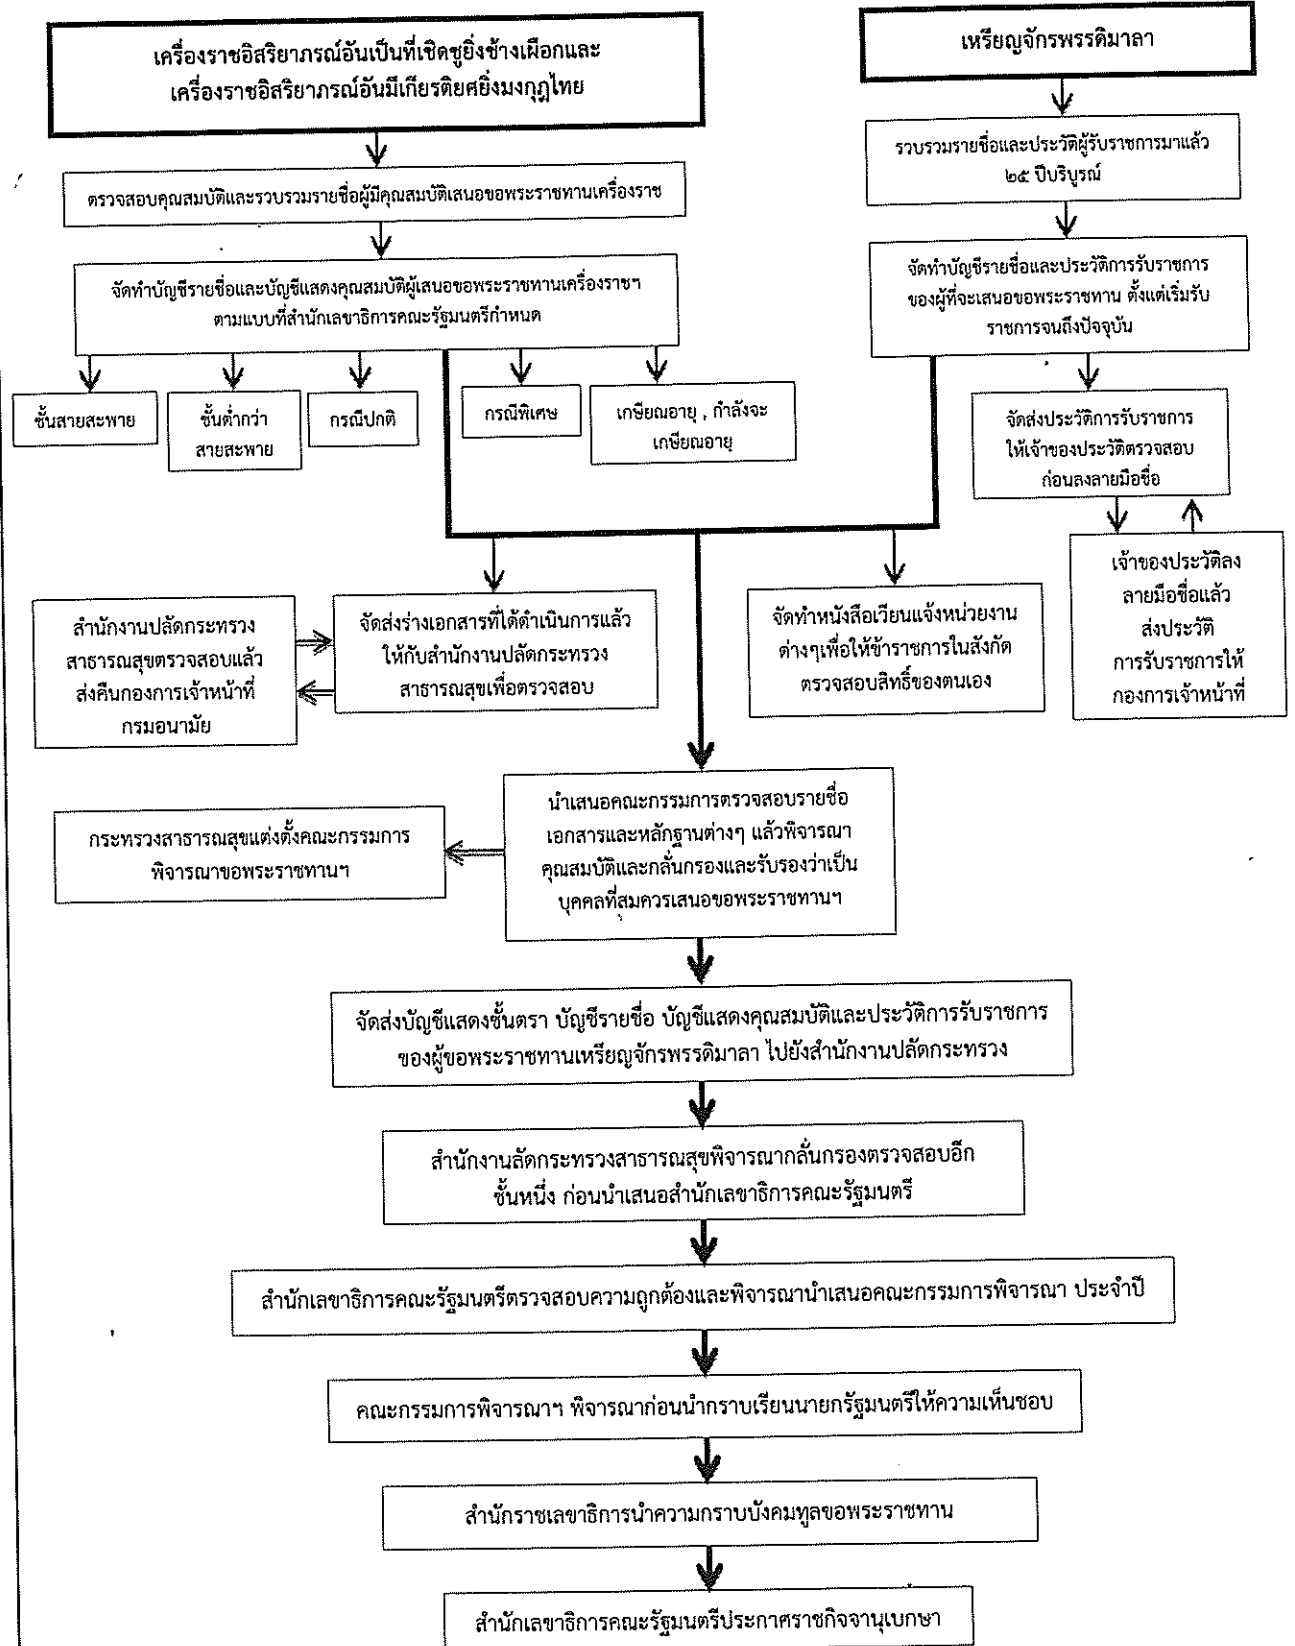 เครื่องราชอิสริยาภรณ์อันเป็นที่เชิดชูยิ่งช้างเผือกและ
เครื่องราชอิสริยาภรณ์อันมีเกียรติยศยิ่งมงกุฎไทย
เหรียญจักรพรรดิมาลา
ตรวจสอบคุณสมบัติและรวบรวมรายชื่อผู้มีคุณสมบัติเสนอขอพระราชทานเครื่องราช
รวบรวมรายชื่อและประวัติผู้รับราชการมาแล้ว
๒๕ ปีบริบูรณ์
จัดทำบัญชีรายชื่อและบัญชีแสดงคุณสมบัติผู้เสนอขอพระราชทานเครื่องราชฯ
ตามแบบที่สำนักเลขาธิการคณะรัฐมนตรีกำหนด
จัดทำบัญชีรายชื่อและประวัติการรับราชการ
ของผู้ที่จะเสนอขอพระราชทาน ตั้งแต่เริ่มรับ
ราชการจนถึงปัจจุบัน
ชั้นสายสะพาย
ชั้นต่ำกว่า
สายสะพาย
กรณีปกติ
กรณีพิเศษ
เกษียณอายุ , กำลังจะ
เกษียณอายุ
จัดส่งประวัติการรับราชการ
ให้เจ้าของประวัติตรวจสอบ
ก่อนลงลายมือชื่อ
สำนักงานปลัดกระทรวง
สาธารณสุขตรวจสอบแล้ว
ส่งคืนกองการเจ้าหน้าที่
กรมอนามัย
จัดส่งร่างเอกสารที่ได้ดำเนินการแล้ว
ให้กับสำนักงานปลัดกระทรวง
สาธารณสุขเพื่อตรวจสอบ
จัดทำหนังสือเวียนแจ้งหน่วยงาน
ต่างๆเพื่อให้ข้าราชการในสังกัด
ตรวจสอบสิทธิ์ของตนเอง
เจ้าของประวัติลง
ลายมือชื่อแล้ว
ส่งประวัติ
การรับราชการให้
กองการเจ้าหน้าที่
กระทรวงสาธารณสุขแต่งตั้งคณะกรรมการ
พิจารณาขอพระราชทานฯ
นำเสนอคณะกรรมการตรวจสอบรายชื่อ
เอกสารและหลักฐานต่างๆ แล้วพิจารณา
คุณสมบัติและกลั่นกรองและรับรองว่าเป็น
บุคคลที่สมควรเสนอขอพระราชทานฯ
จัดส่งบัญชีแสดงชั้นตรา บัญชีรายชื่อ บัญชีแสดงคุณสมบัติและประวัติการรับราชการ
ของผู้ขอพระราชทานเหรียญจักรพรรดิมาลา ไปยังสำนักงานปลัดกระทรวง
สำนักงานลัดกระทรวงสาธารณสุขพิจารณากลั่นกรองตรวจสอบอีก
ชั้นหนึ่ง ก่อนนำเสนอสำนักเลขาธิการคณะรัฐมนตรี
สำนักเลขาธิการคณะรัฐมนตรีตรวจสอบความถูกต้องและพิจารณานำเสนอคณะกรรมการพิจารณา ประจำปี
คณะกรรมการพิจารณาฯ พิจารณาก่อนนำกราบเรียนนายกรัฐมนตรีให้ความเห็นชอบ
สำนักราชเลขาธิการนำความกราบบังคมทูลขอพระราชทาน
สำนักเลขาธิการคณะรัฐมนตรีประกาศราชกิจจานุเบกษา